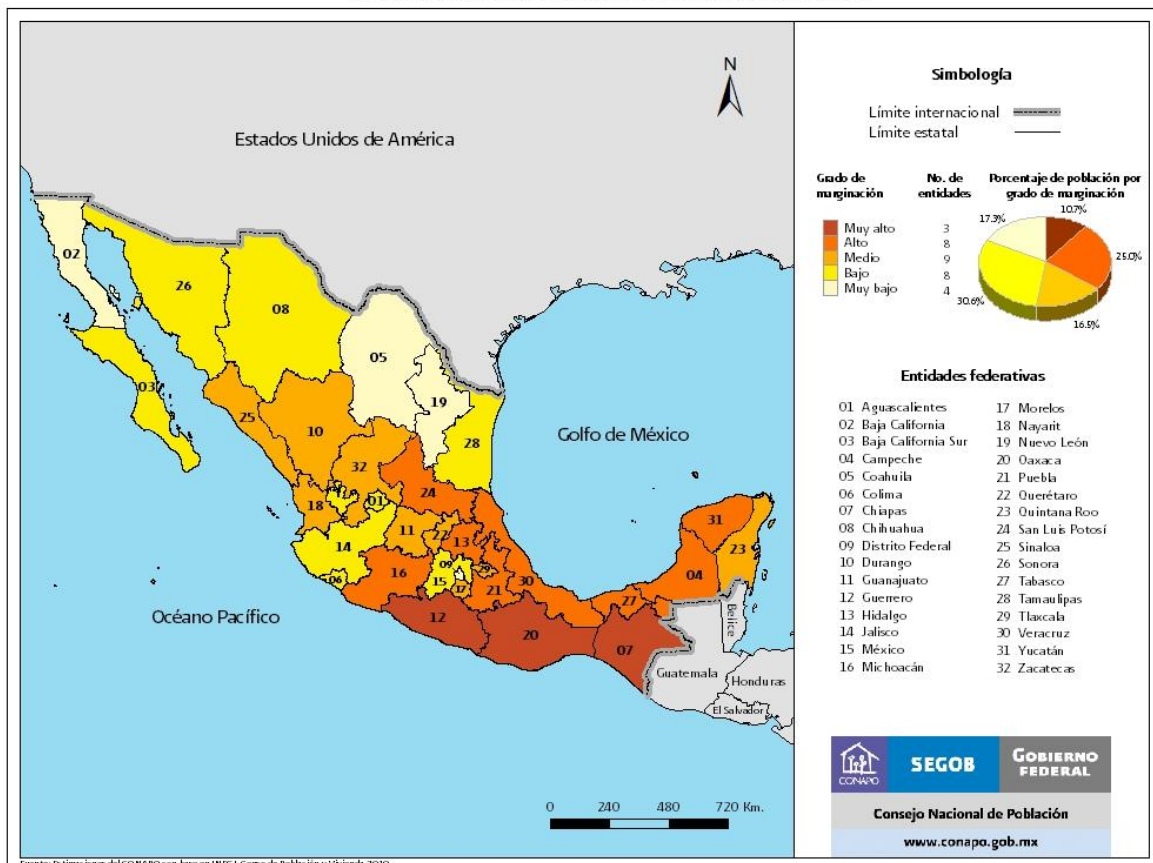 Estados Unidos de América
N
Golfo de México
Océano Pacífico
Belice
Guatemala
Honduras
El Salvador
02
26
08
03
05
19
28
25
10
32
24
18
01
14
11
22
13
06
16
09
15
17
29
21
30
12
20
07
27
04
31
23
0 240 480 720 Km.
Simbología
Límite internacional
Límite estatal
Grado de marginación
No. de entidades
Muy alto 3
Alto 8
Medio 9
Bajo 8
Muy bajo 4
Porcentaje de población por grado de marginación
10.7%
25.0%
16.5%
30.6%
17.3%
Entidades federativas
01 Aguascalientes
02 Baja California
03 Baja California Sur
04 Campeche
05 Coahuila
06 Colima
07 Chiapas
08 Chihuahua
09 Distrito Federal
10 Durango
11 Guanajuato
12 Guerrero
13 Hidalgo
14 Jalisco
15 México
16 Michoacán
17 Morelos
18 Nayarit
19 Nuevo León
20 Oaxaca
21 Puebla
22 Querétaro
23 Quintana Roo
24 San Luis Potosí
25 Sinaloa
26 Sonora
27 Tabasco
28 Tamaulipas
29 Tlaxcala
30 Veracruz
31 Yucatán
32 Zacatecas
CONAPO
SEGOB
GOBIERNO
FEDERAL
Consejo Nacional de Población
www.conapo.gob.mx